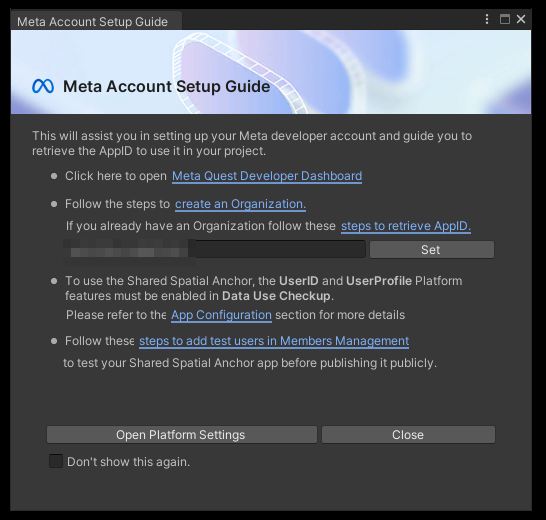 Meta Account Setup Guide
Meta Account Setup Guide
This will assist you in setting up your Meta developer account and guide you to
retrieve the AppID to use it in your project.
Click here to open Meta Quest Developer Dashboard
Follow the steps to create an Organization.
If you already have an Organization follow these steps to retrieve AppID.
Set
To use the Shared Spatial Anchor, the UserID and UserProfile Platform
features must be enabled in Data Use Checkup.
Please refer to the App Configuration section for more details
Follow these steps to add test users in Members Management
to test your Shared Spatial Anchor app before publishing it publicly.
Open Platform Settings Close
Don't show this again.